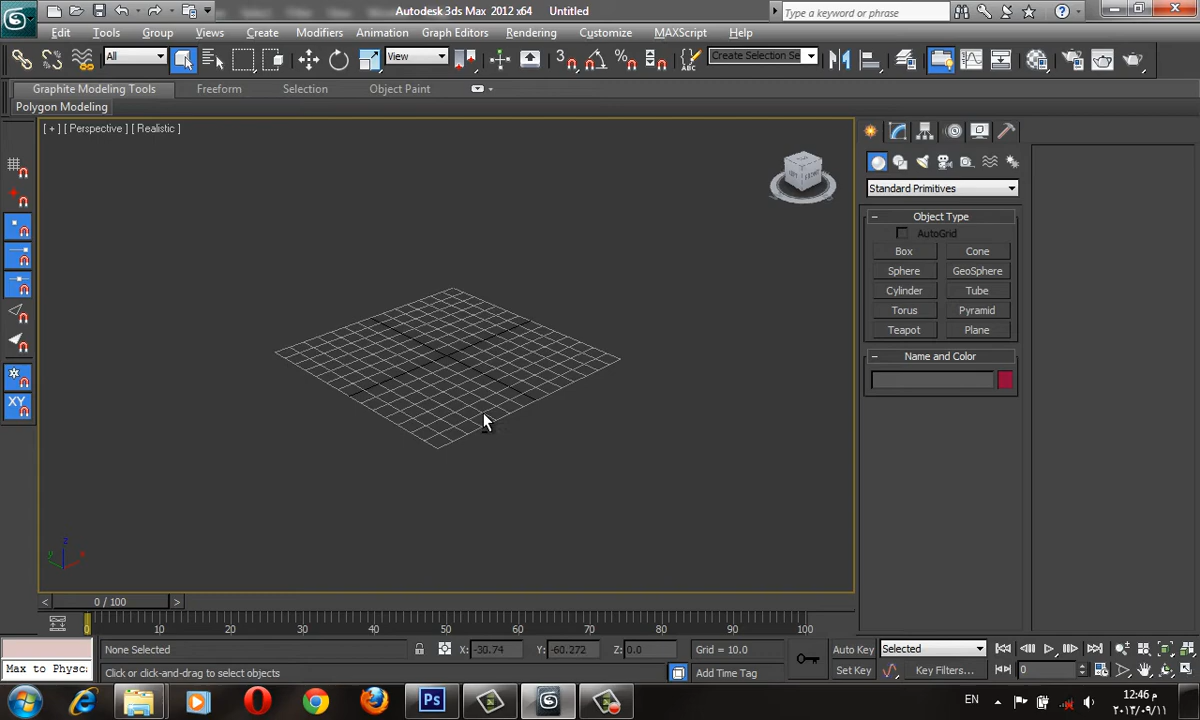 Autodesk 3ds Max 2012 x64 Untitled
Type a keyword or phrase
Edit Tools Group Views Create Modifiers Animation Graph Editors Rendering Customize MAXScript Help
All
View
3
Create Selection Se
Graphite Modeling Tools Freeform Selection Object Paint
Polygon Modeling
[ + ] [ Perspective ] [ Realistic ]
Standard Primitives
Object Type
AutoGrid
Box Cone
Sphere GeoSphere
Cylinder Tube
Torus Pyramid
Teapot Plane
Name and Color
XY
z
0 / 100
0 10 20 30 40 50 60 70 80 90 100
None Selected X: -30.74 Y: -60.272 Z: 0.0 Grid = 10.0 Auto Key Selected
Max to Physc Click or click-and-drag to select objects Add Time Tag Set Key Key Filters... 0
Ps
EN
12:46 م
٢٠١٣/٠٩/١١